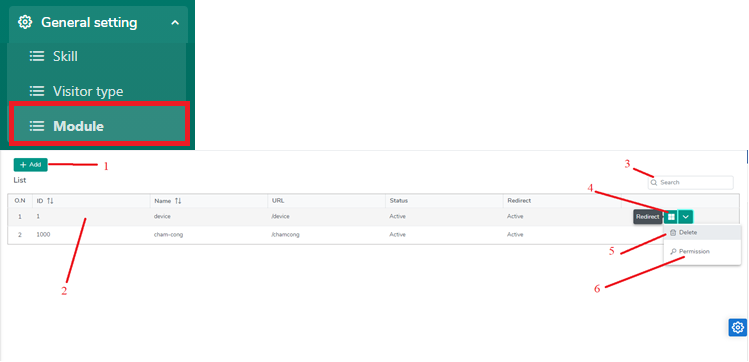 General setting
Skill
Visitor type
Module
+ Add
1
List
3
Search
4
O.N ID Name URL Status Redirect
1 1 device /device Active Active Redirect
2 1000 cham-cong /chamcong Active Active
Delete
5
Permission
2
6